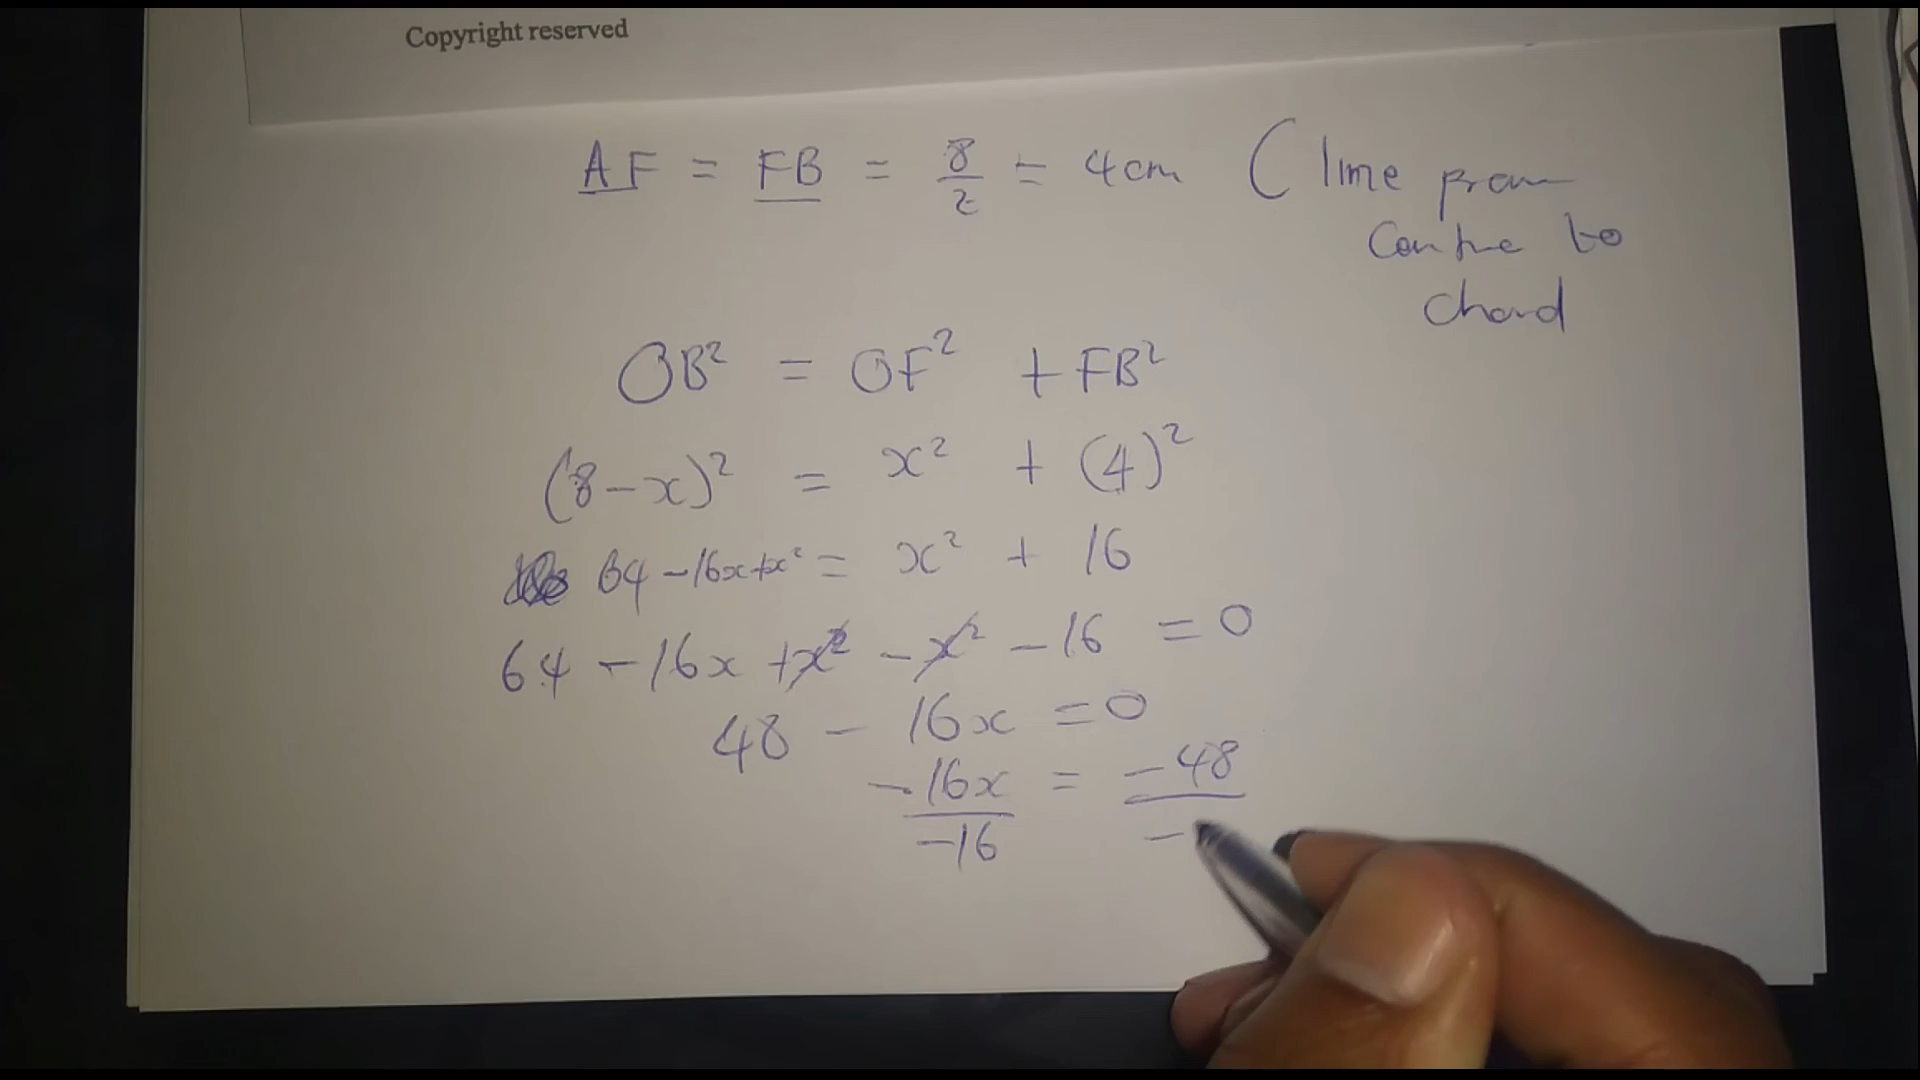 Copyright reserved
AF = FB = 8/2 = 4cm (line from
centre to
chord
OB² = OF² + FB²
(8-x)² = x² + (4)²
64 -16x+x² = x² + 16
64 -16x +x² - x² -16 = 0
48 - 16x = 0
-16x/-16 = -48/-